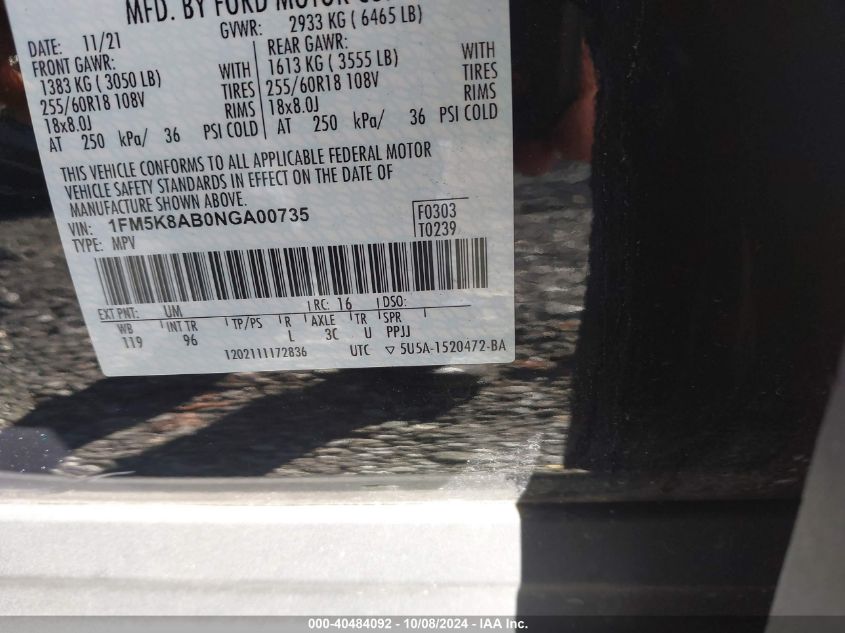 MFD. BY FORD MOTOR CO.
DATE: 11/21 GVWR: 2933 KG ( 6465 LB)
FRONT GAWR: REAR GAWR:
1383 KG ( 3050 LB) WITH 1613 KG ( 3555 LB) WITH
255/60R18 108V TIRES 255/60R18 108V TIRES
18x8.0J RIMS 18x8.0J RIMS
AT 250 kPa/ 36 PSI COLD AT 250 kPa/ 36 PSI COLD
THIS VEHICLE CONFORMS TO ALL APPLICABLE FEDERAL MOTOR
VEHICLE SAFETY STANDARDS IN EFFECT ON THE DATE OF
MANUFACTURE SHOWN ABOVE.
VIN: 1FM5K8AB0NGA00735 F0303
TYPE: MPV T0239
EXT PNT: UM RC: 16 DSO:
WB INT TR TP/PS R AXLE TR SPR
119 96 L 3C U PPJJ
1202111172836 UTC ▽ 5U5A-1520472-BA
000-40484092 - 10/08/2024 - IAA Inc.